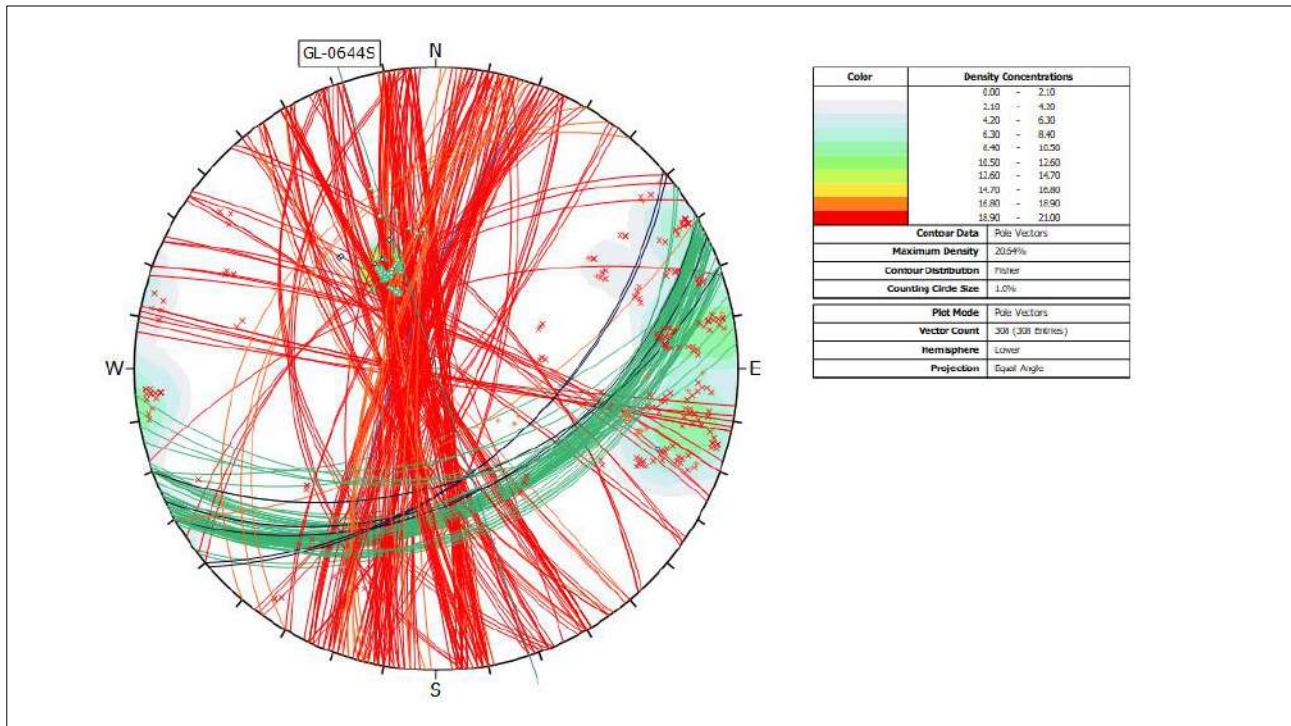 GL-0644S
N
W
E
S
Color Density Concentrations
0.00 - 2.10
2.10 - 4.20
4.20 - 6.30
6.30 - 8.40
8.40 - 10.50
10.50 - 12.60
12.60 - 14.70
14.70 - 16.80
16.80 - 18.90
18.90 - 21.00
Contour Data Pole Vectors
Maximum Density 20.64%
Contour Distribution Fisher
Counting Circle Size 1.0%
Plot Mode Pole Vectors
Vector Count 308 (308 Entries)
Hemisphere Lower
Projection Equal Angle